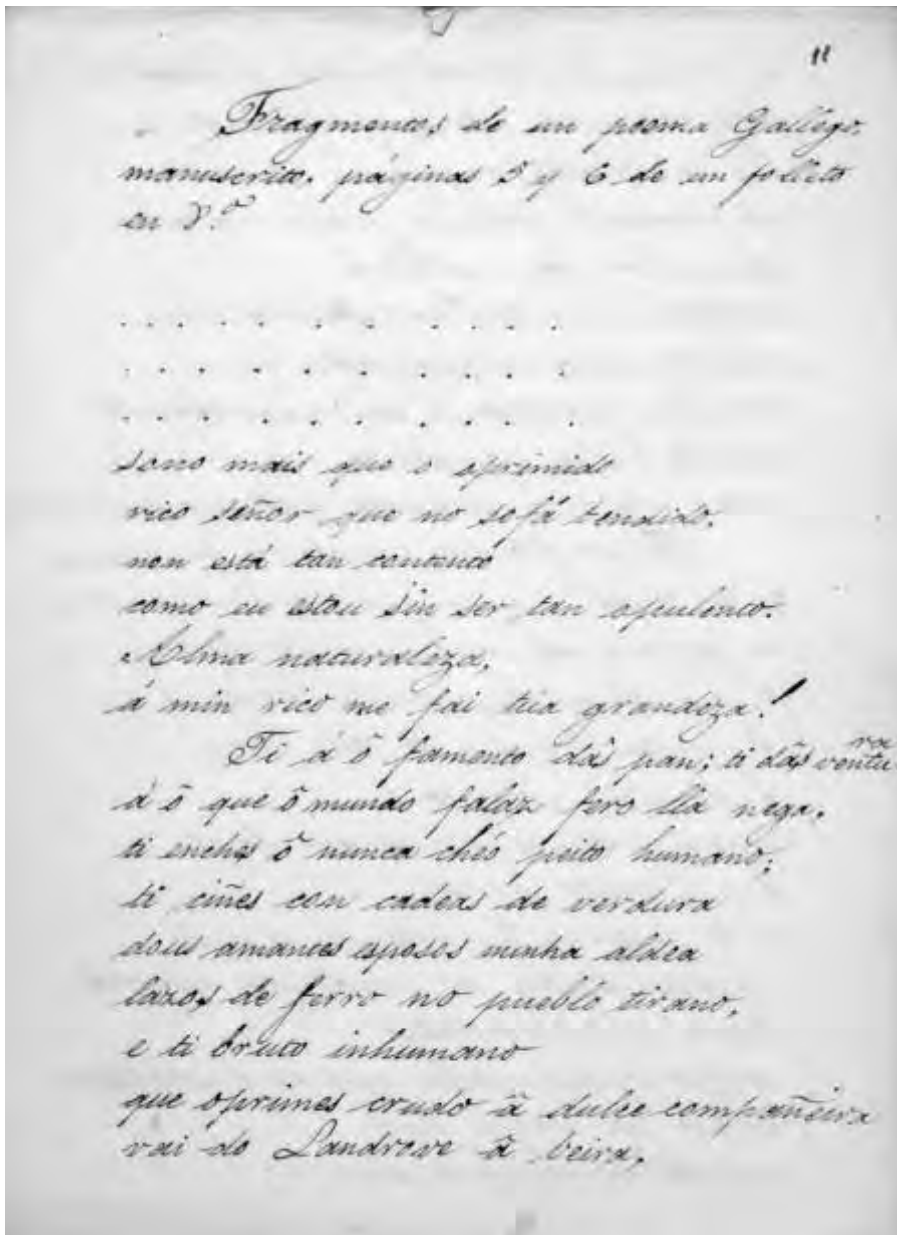 11
Fragmentos de un poema Gallego,
manuscrito. páginas 5 y 6 de un folleto
en 8.º
. . . . . . . . . . . .
. . . . . . . . . . . .
. . . . . . . . . . . .
sono mais que o oprimido
rico señor que no sofá tendido,
non está tan contento
como eu estou sin ser tan opulento.
Alma naturaleza,
á min rico me fai tua grandeza!
Ti á ô famento dás pan; ti dás ventura
á ô que ô mundo falaz fero lla nega,
ti enches ô nunca chéo peito humano;
ti ciñes con cadeas de verdura
dous amantes esposos minha aldea
lazos de ferro no pueblo tirano,
e ti bruto inhumano
que oprimes crudo â dulce compañeira
vai do Landrove â beira,